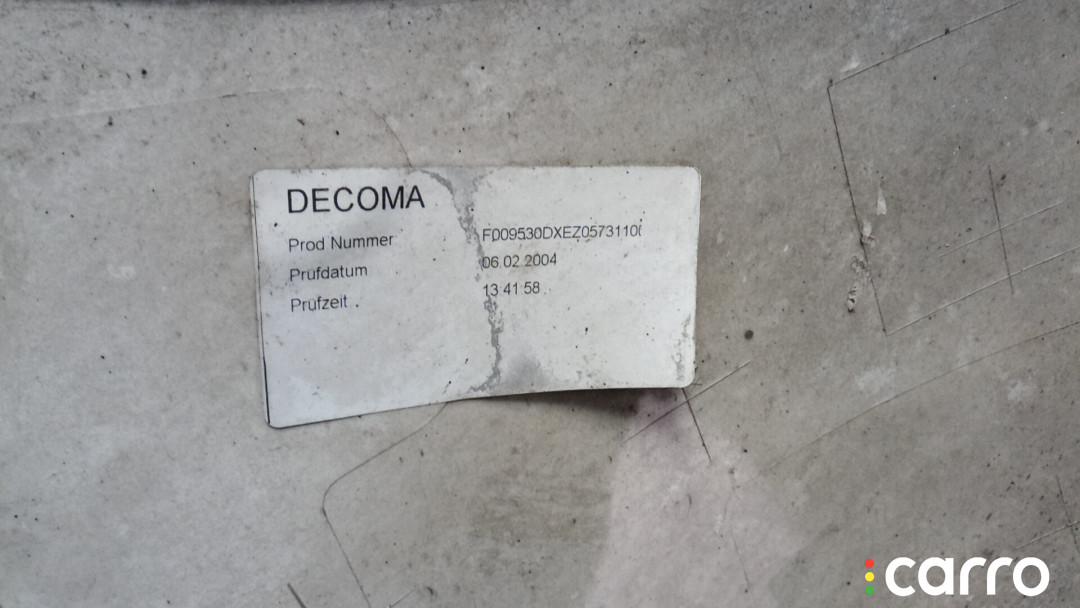 DECOMA
Prod Nummer F009530DXEZ0573110
Prufdatum 06.02.2004
Prufzeit . 13 41 58
carro